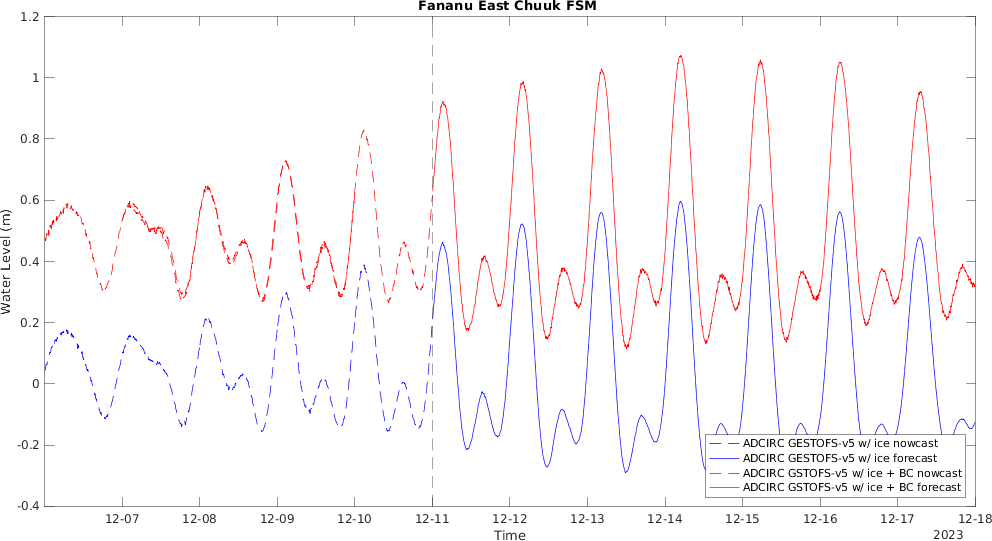 Fananu East Chuuk FSM
1.2
1
0.8
0.6
0.4
0.2
0
-0.2
-0.4
Water Level (m)
ADCIRC GESTOFS-v5 w/ ice nowcast
ADCIRC GESTOFS-v5 w/ ice forecast
ADCIRC GSTOFS-v5 w/ ice + BC nowcast
ADCIRC GSTOFS-v5 w/ ice + BC forecast
12-07 12-08 12-09 12-10 12-11 12-12 12-13 12-14 12-15 12-16 12-17 12-18
Time
2023